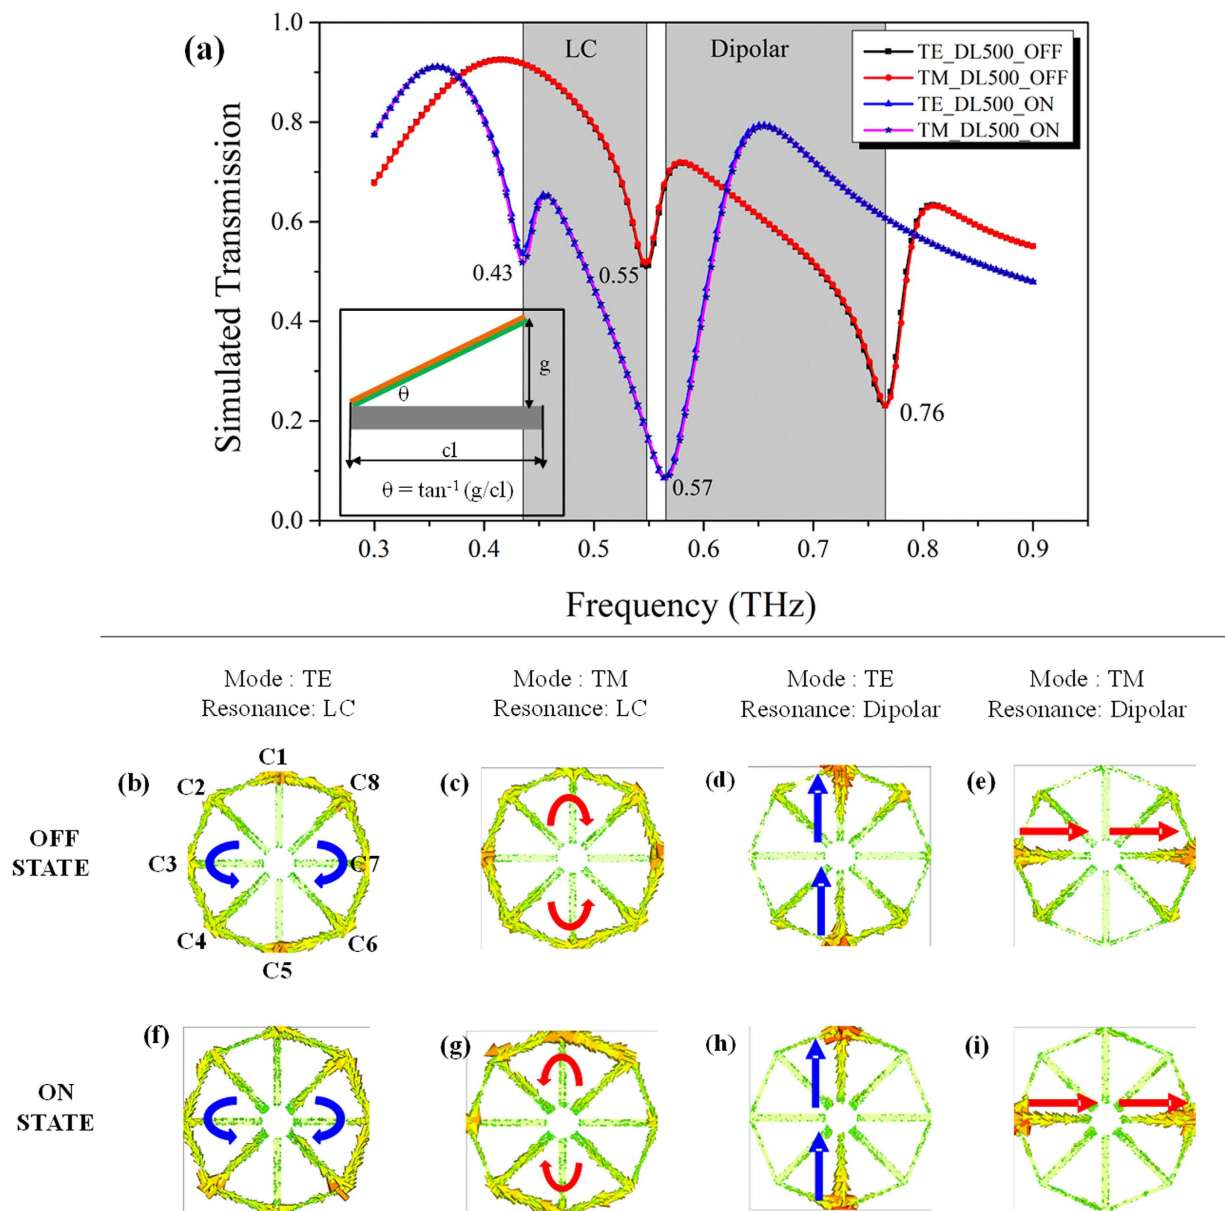 (a)
LC
Dipolar
TE_DL500_OFF
TM_DL500_OFF
TE_DL500_ON
TM_DL500_ON
Simulated Transmission
1.0
0.8
0.6
0.4
0.2
0.0
0.43
0.55
0.57
0.76
g
θ
cl
θ = tan⁻¹ (g/cl)
0.3 0.4 0.5 0.6 0.7 0.8 0.9
Frequency (THz)
Mode : TE
Resonance: LC
Mode : TM
Resonance: LC
Mode : TE
Resonance: Dipolar
Mode : TM
Resonance: Dipolar
OFF
STATE
(b)
C1
C2
C3
C4
C5
C6
C7
C8
(c)
(d)
(e)
ON
STATE
(f)
(g)
(h)
(i)